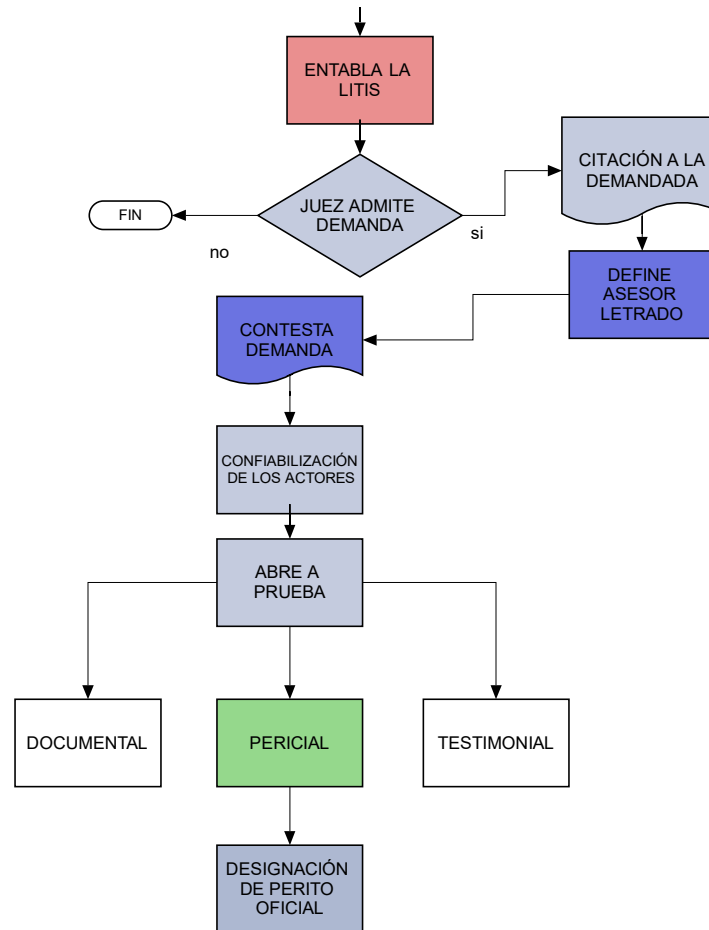 ENTABLA LA
LITIS
CITACIÓN A LA
DEMANDADA
JUEZ ADMITE
DEMANDA
FIN
no
si
DEFINE
ASESOR
LETRADO
CONTESTA
DEMANDA
CONFIABILIZACIÓN
DE LOS ACTORES
ABRE A
PRUEBA
DOCUMENTAL
PERICIAL
TESTIMONIAL
DESIGNACIÓN
DE PERITO
OFICIAL